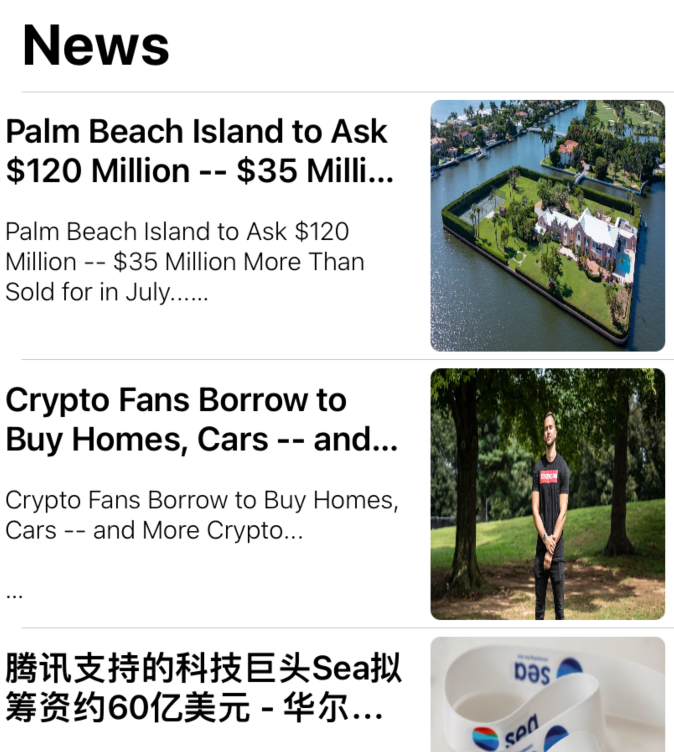 News
Palm Beach Island to Ask
$120 Million -- $35 Milli...
Palm Beach Island to Ask $120
Million -- $35 Million More Than
Sold for in July......
Crypto Fans Borrow to
Buy Homes, Cars -- and...
Crypto Fans Borrow to Buy Homes,
Cars -- and More Crypto...
...
腾讯支持的科技巨头Sea拟
筹资约60亿美元 - 华尔...
sea
sea